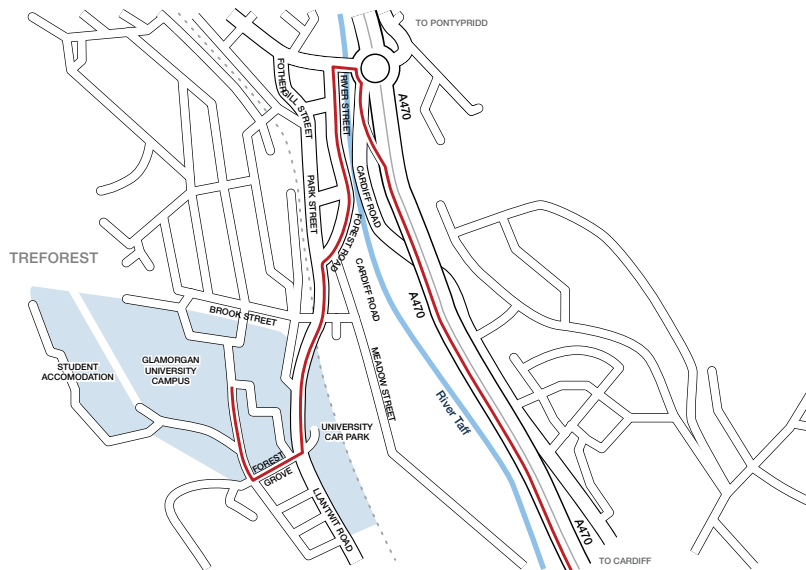 TO PONTYPRIDD
FOTHERGILL STREET
RIVER STREET
A470
PARK STREET
CARDIFF ROAD
FOREST ROAD
TREFOREST
CARDIFF ROAD
A470
BROOK STREET
MEADOW STREET
GLAMORGAN
UNIVERSITY
CAMPUS
STUDENT
ACCOMODATION
River Taff
UNIVERSITY
CAR PARK
FOREST
GROVE
LLANTWIT ROAD
A470
TO CARDIFF